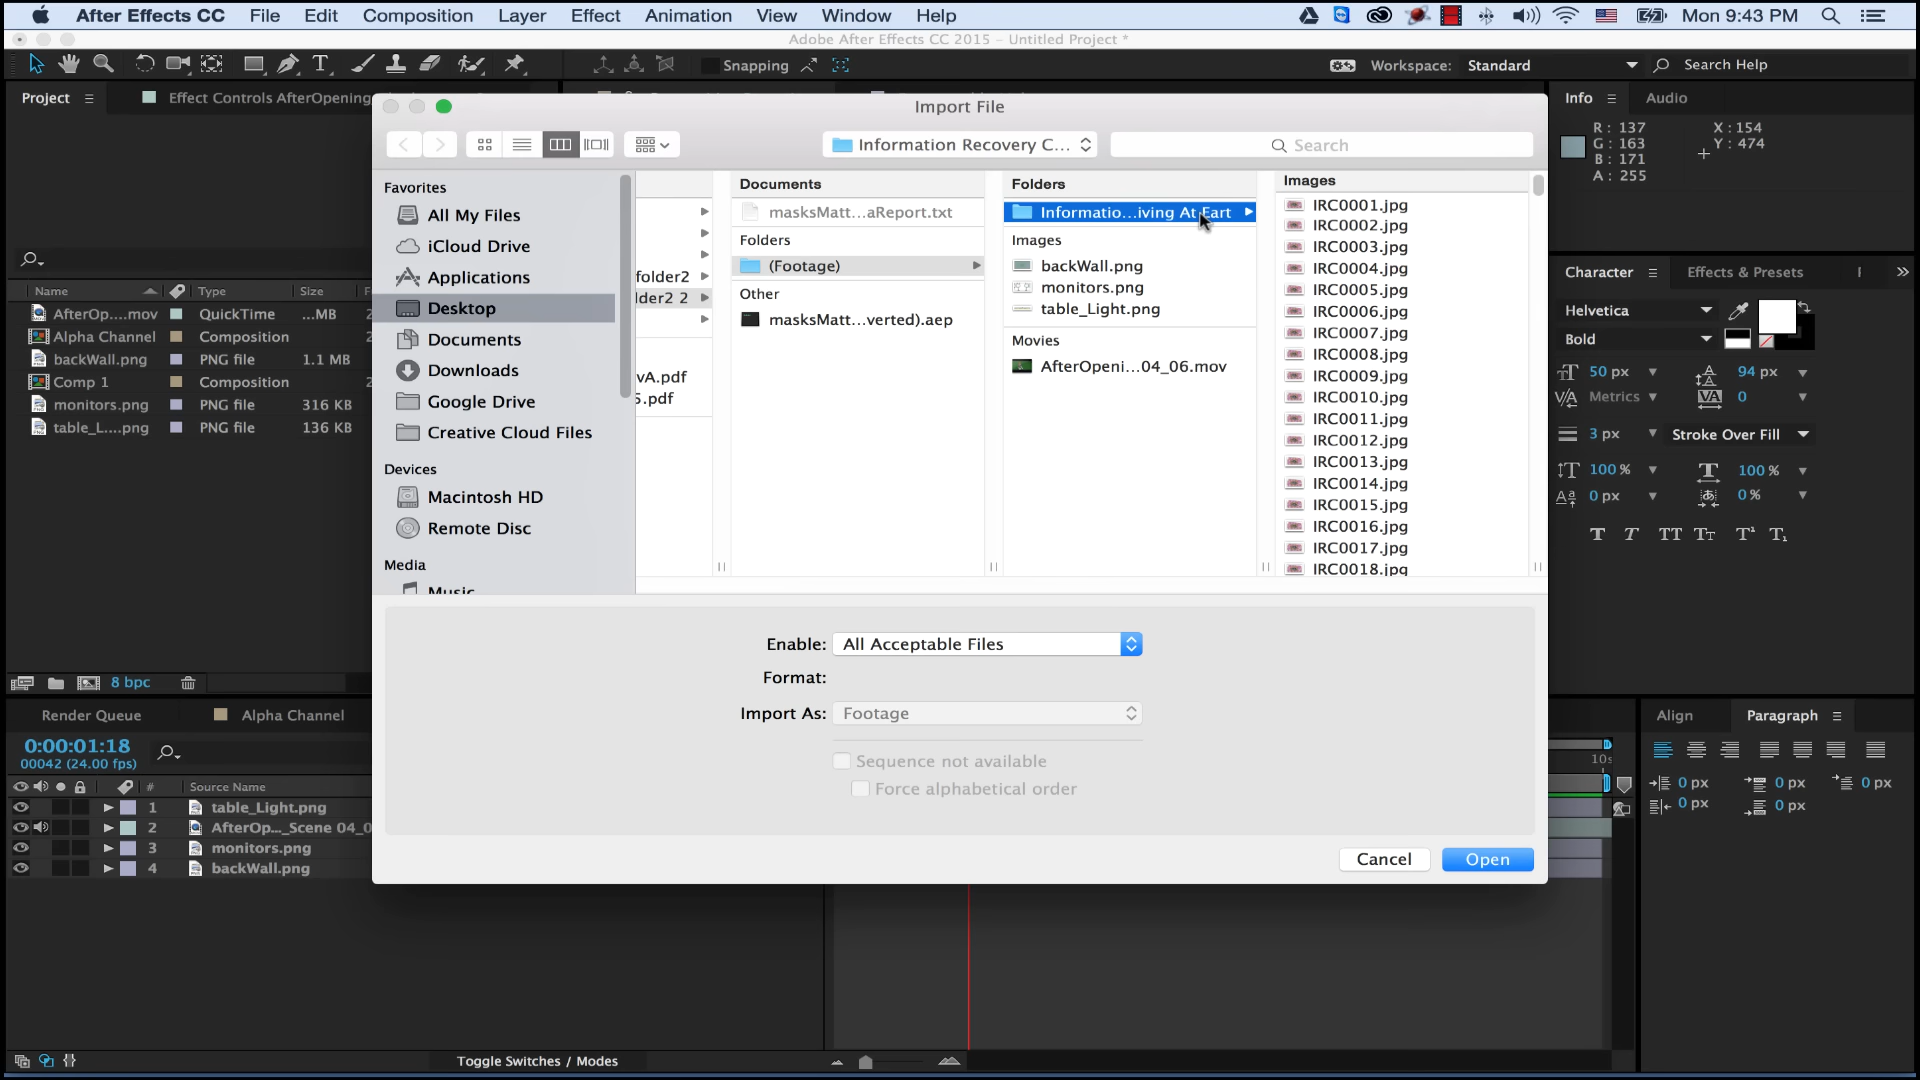 After Effects CC File Edit Composition Layer Effect Animation View Window Help Mon 9:43 PM
Adobe After Effects CC 2015 – Untitled Project *
Snapping Workspace: Standard Search Help
Project Effect Controls AfterOpening
Import File
Info Audio
R: 137 X: 154
G: 163 Y: 474
B: 171
A: 255
Information Recovery C... Search
Favorites
All My Files
iCloud Drive
Applications
Desktop
Documents
Downloads
Google Drive
Creative Cloud Files
Devices
Macintosh HD
Remote Disc
Media
Music
folder2
lder2 2
vA.pdf
5.pdf
Documents
masksMatt...aReport.txt
Folders
(Footage)
Other
masksMatt...verted).aep
Folders
Informatio...iving At Eart
Images
backWall.png
monitors.png
table_Light.png
Movies
AfterOpeni...04_06.mov
Images
IRC0001.jpg
IRC0002.jpg
IRC0003.jpg
IRC0004.jpg
IRC0005.jpg
IRC0006.jpg
IRC0007.jpg
IRC0008.jpg
IRC0009.jpg
IRC0010.jpg
IRC0011.jpg
IRC0012.jpg
IRC0013.jpg
IRC0014.jpg
IRC0015.jpg
IRC0016.jpg
IRC0017.jpg
IRC0018.jpg
Enable: All Acceptable Files
Format:
Import As: Footage
Sequence not available
Force alphabetical order
Cancel Open
Name Type Size F
AfterOp....mov QuickTime ...MB 2
Alpha Channel Composition 2
backWall.png PNG file 1.1 MB
Comp 1 Composition 2
monitors.png PNG file 316 KB
table_L....png PNG file 136 KB
8 bpc
Character Effects & Presets
Helvetica
Bold
50 px 94 px
Metrics 0
3 px Stroke Over Fill
100 % 100 %
0 px 0 %
T T TT Tt T¹ T₁
Render Queue Alpha Channel
0:00:01:18
00042 (24.00 fps)
# Source Name
1 table_Light.png
2 AfterOp..._Scene 04_0
3 monitors.png
4 backWall.png
10s
Toggle Switches / Modes
Align Paragraph
0 px 0 px 0 px
0 px 0 px